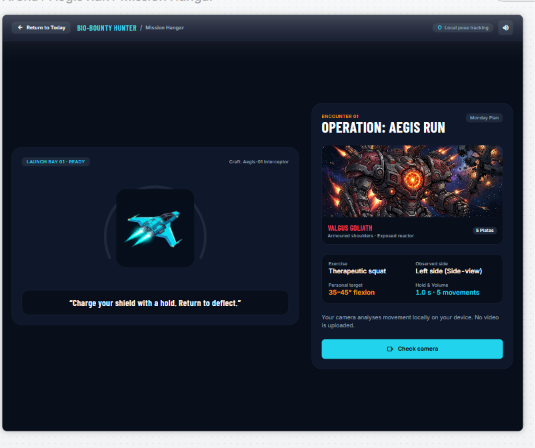 Return to Today
BIO-BOUNTY HUNTER / Mission Hangar
Local pose tracking
LAUNCH BAY 01 · READY
Craft: Aegis-01 Interceptor
"Charge your shield with a hold. Return to deflect."
ENCOUNTER 01
Monday Plan
OPERATION: AEGIS RUN
VALGUS GOLIATH
Armoured shoulders · Exposed reactor
5 Plates
Exercise
Therapeutic squat
Observed side
Left side (Side-view)
Personal target
35–45° flexion
Hold & Volume
1.0 s · 5 movements
Your camera analyses movement locally on your device. No video
is uploaded.
Check camera